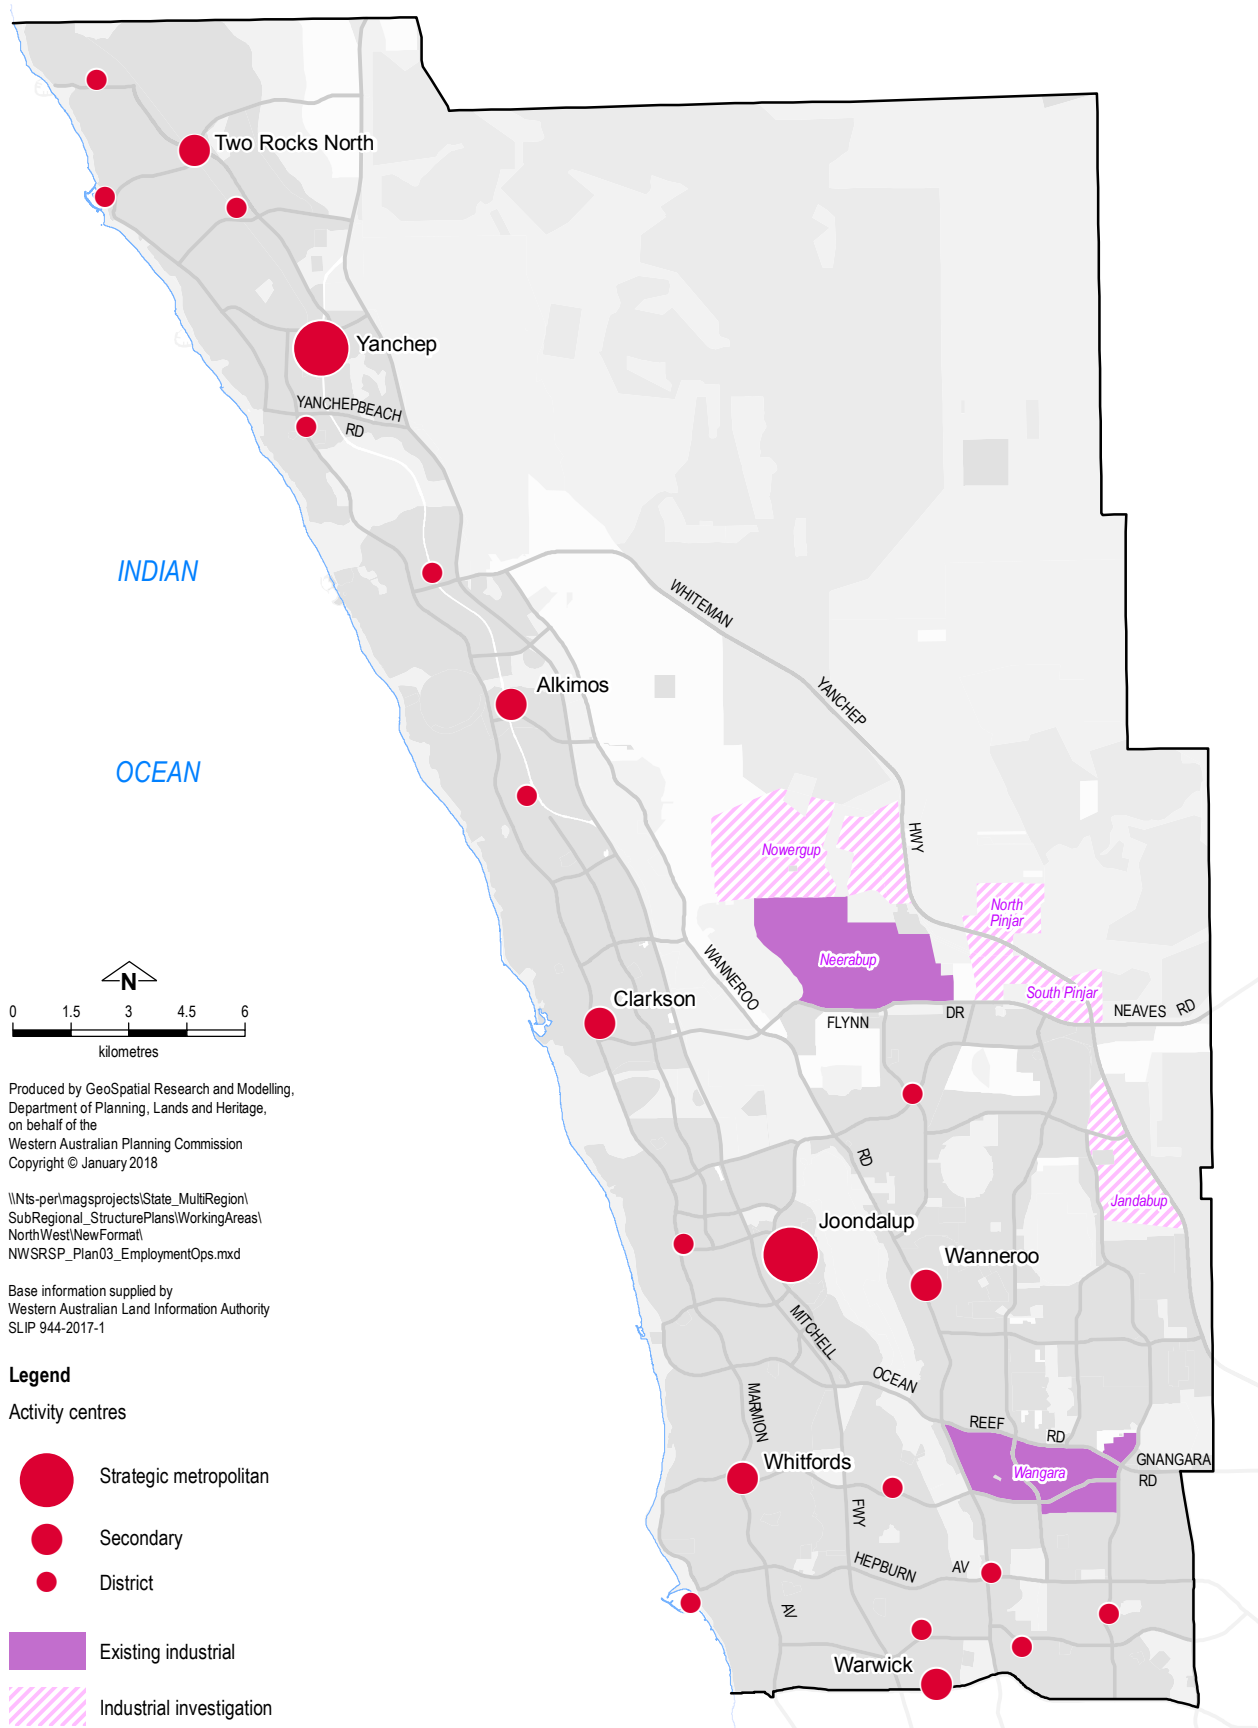 Two Rocks North
Yanchep
YANCHEP BEACH
RD
INDIAN
WHITEMAN
Alkimos
YANCHEP
OCEAN
HWY
Nowergup
North
Pinjar
Neerabup
WANNEROO
South Pinjar
Clarkson
FLYNN
DR
NEAVES RD
N
0 1.5 3 4.5 6
kilometres
Produced by GeoSpatial Research and Modelling,
Department of Planning, Lands and Heritage,
on behalf of the
Western Australian Planning Commission
Copyright © January 2018
\\Nts-per\magsprojects\State_MultiRegion\
SubRegional_StructurePlans\WorkingAreas\
NorthWest\NewFormat\
NWSRSP_Plan03_EmploymentOps.mxd
Base information supplied by
Western Australian Land Information Authority
SLIP 944-2017-1
RD
Jandabup
Joondalup
Wanneroo
MITCHELL
OCEAN
MARMION
REEF
RD
GNANGARA
RD
Whitfords
Wangara
FWY
HEPBURN
AV
AV
Warwick
Legend
Activity centres
Strategic metropolitan
Secondary
District
Existing industrial
Industrial investigation